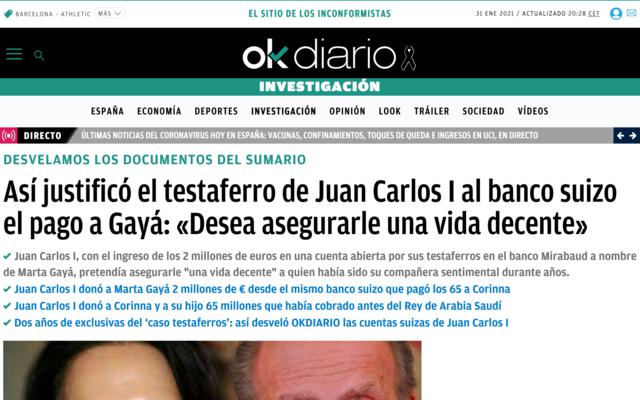 BARCELONA - ATHLETIC MÁS
EL SITIO DE LOS INCONFORMISTAS
31 ENE 2021 / ACTUALIZADO 20:28 CET
okdiario
INVESTIGACIÓN
ESPAÑA ECONOMÍA DEPORTES INVESTIGACIÓN OPINIÓN LOOK TRÁILER SOCIEDAD VÍDEOS
DIRECTO ÚLTIMAS NOTICIAS DEL CORONAVIRUS HOY EN ESPAÑA: VACUNAS, CONFINAMIENTOS, TOQUES DE QUEDA E INGRESOS EN UCI, EN DIRECTO
DESVELAMOS LOS DOCUMENTOS DEL SUMARIO
Así justificó el testaferro de Juan Carlos I al banco suizo
el pago a Gayá: «Desea asegurarle una vida decente»
Juan Carlos I, con el ingreso de los 2 millones de euros en una cuenta abierta por sus testaferros en el banco Mirabaud a nombre
de Marta Gayá, pretendía asegurarle "una vida decente" a quien había sido su compañera sentimental durante años.
Juan Carlos I donó a Marta Gayá 2 millones de € desde el mismo banco suizo que pagó los 65 a Corinna
Juan Carlos I donó a Corinna y a su hijo 65 millones que había cobrado antes del Rey de Arabia Saudí
Dos años de exclusivas del 'caso testaferros': así desveló OKDIARIO las cuentas suizas de Juan Carlos I